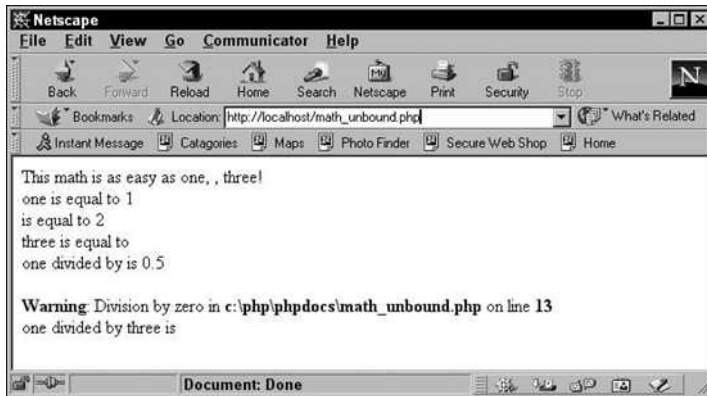 Netscape
File Edit View Go Communicator Help
Back Forward Reload Home Search Netscape Print Security Stop
My
N
Bookmarks Location: http://localhost/math_unbound.php What's Related
Instant Message Catagories Maps Photo Finder Secure Web Shop Home
This math is as easy as one, , three!
one is equal to 1
is equal to 2
three is equal to
one divided by is 0.5
Warning: Division by zero in c:\php\phpdocs\math_unbound.php on line 13
one divided by three is
Document: Done